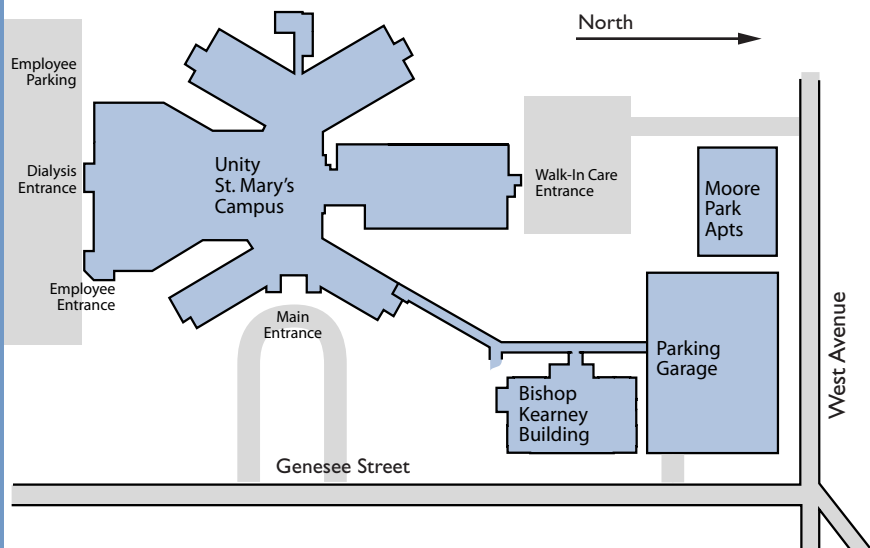 North
Employee
Parking
Dialysis
Entrance
Unity
St. Mary's
Campus
Walk-In Care
Entrance
Moore
Park
Apts
Employee
Entrance
Main
Entrance
Parking
Garage
West Avenue
Bishop
Kearney
Building
Genesee Street